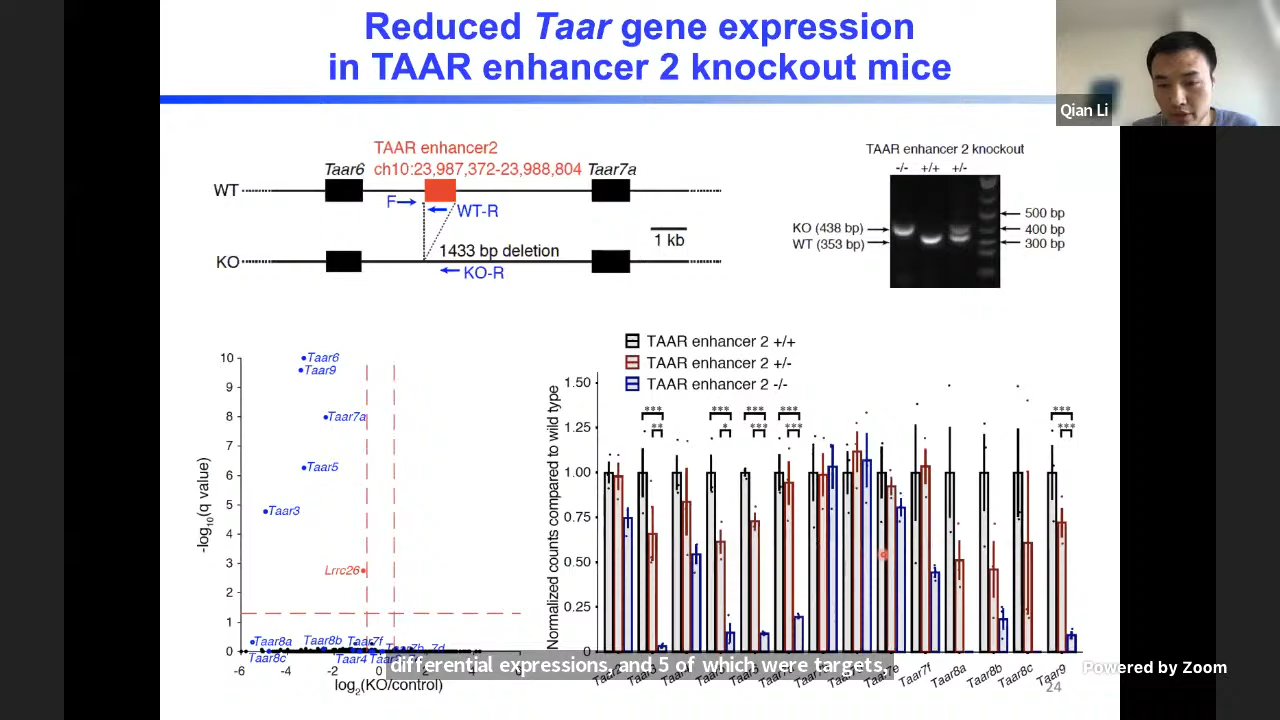 Reduced Taar gene expression
in TAAR enhancer 2 knockout mice
Qian Li
TAAR enhancer2
Taar6 ch10:23,987,372-23,988,804 Taar7a
WT
F
WT-R
1433 bp deletion
1 kb
KO
KO-R
TAAR enhancer 2 knockout
-/- +/+ +/-
KO (438 bp)
WT (353 bp)
500 bp
400 bp
300 bp
-log10(q value)
10
9
8
7
6
5
4
3
2
1
0
Taar6
Taar9
Taar7a
Taar5
Taar3
Lrrc26
Taar8a
Taar8b
Taar7f
Taar8c
Taar4
-6
-4
-2
0
log2(KO/control)
TAAR enhancer 2 +/+
TAAR enhancer 2 +/-
TAAR enhancer 2 -/-
Normalized counts compared to wild type
1.50
1.25
1.00
0.75
0.50
0.25
0
*** *** *** *** ***
** * *** *** ***
Taar7f
Taar8a
Taar8b
Taar8c
Taar9
differential expressions, and 5 of which were targets,
24
Powered by Zoom